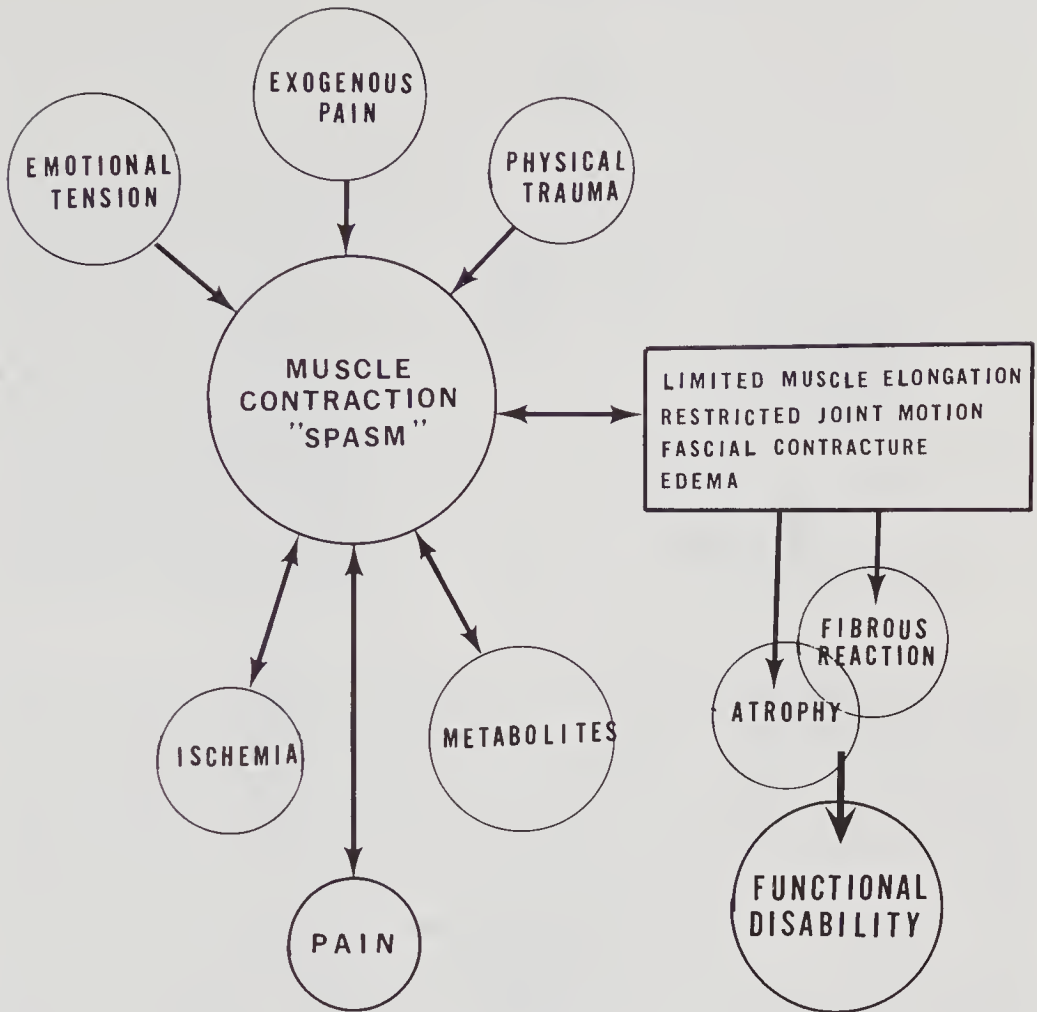 EXOGENOUS
PAIN
EMOTIONAL
TENSION
PHYSICAL
TRAUMA
MUSCLE
CONTRACTION
"SPASM"
LIMITED MUSCLE ELONGATION
RESTRICTED JOINT MOTION
FASCIAL CONTRACTURE
EDEMA
FIBROUS
REACTION
ATROPHY
ISCHEMIA
METABOLITES
PAIN
FUNCTIONAL
DISABILITY